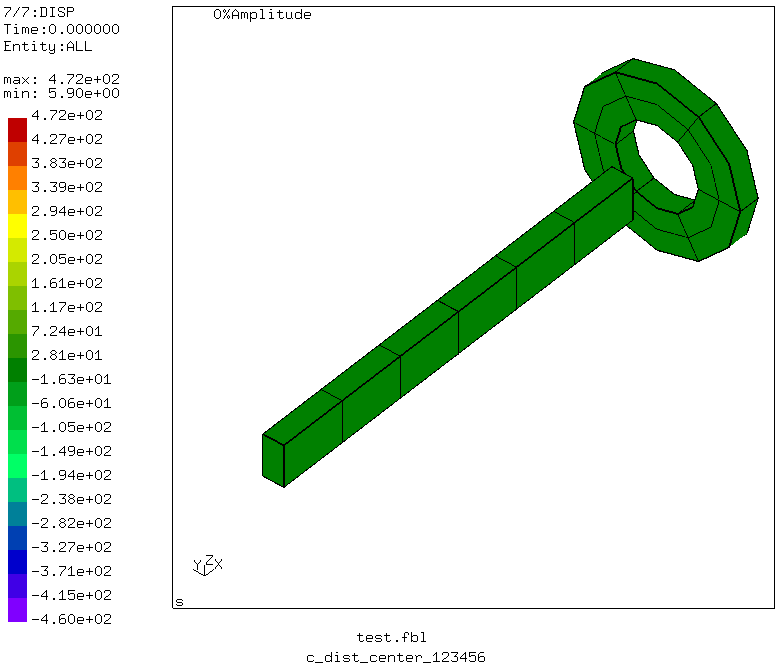 7/7:DISP
Time:0.000000
Entity:ALL
max: 4.72e+02
min: 5.90e+00
4.72e+02
4.27e+02
3.83e+02
3.39e+02
2.94e+02
2.50e+02
2.05e+02
1.61e+02
1.17e+02
7.24e+01
2.81e+01
-1.63e+01
-6.06e+01
-1.05e+02
-1.49e+02
-1.94e+02
-2.38e+02
-2.82e+02
-3.27e+02
-3.71e+02
-4.15e+02
-4.60e+02
0%Amplitude
Y Z X
s
test.fbl
c_dist_center_123456